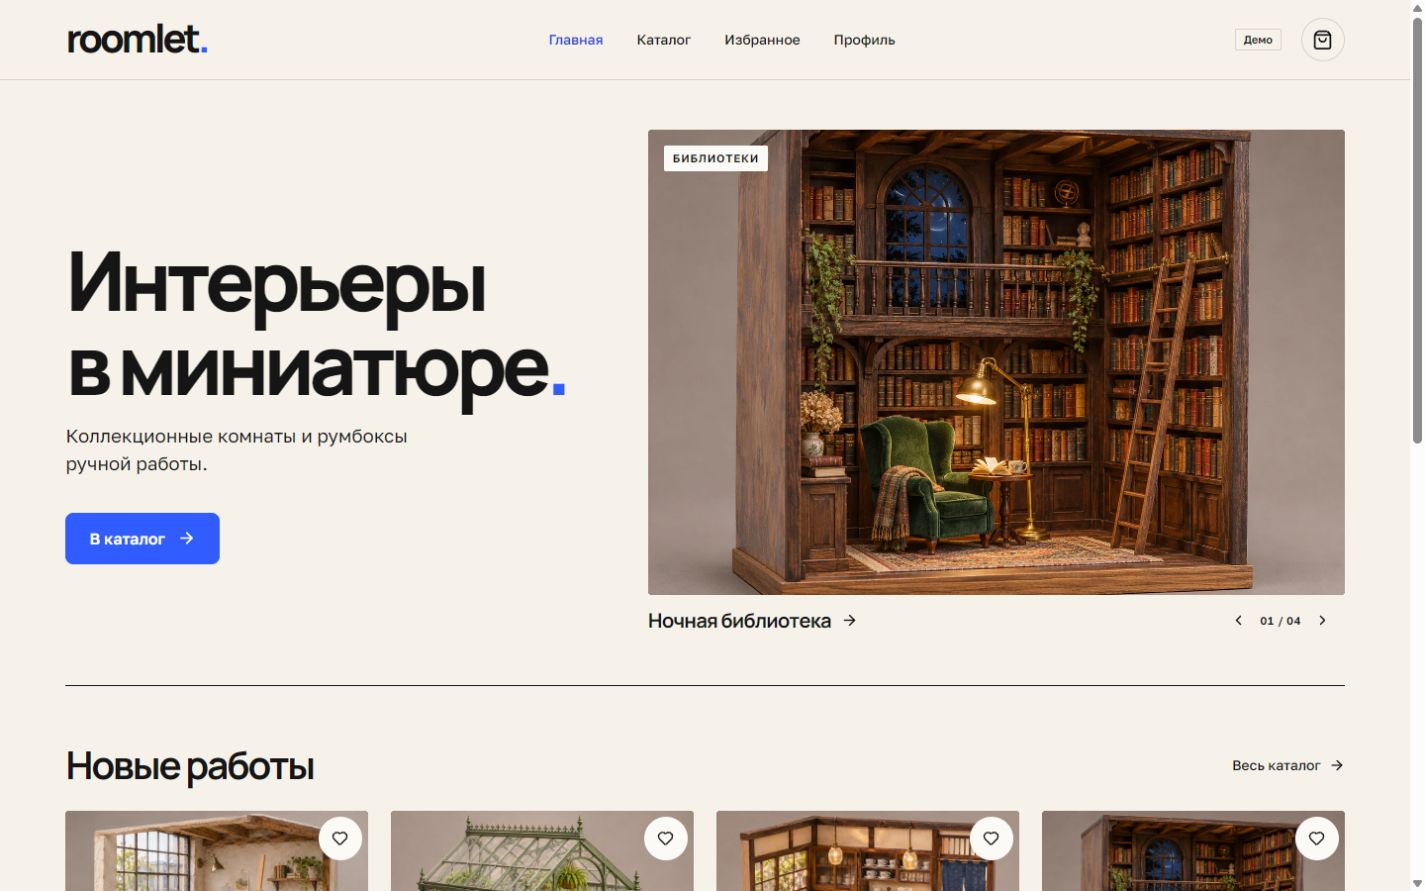 roomlet.
Главная
Каталог
Избранное
Профиль
Демо
БИБЛИОТЕКИ
Интерьеры
в миниатюре.
Коллекционные комнаты и румбоксы
ручной работы.
В каталог
Ночная библиотека
01 / 04
Новые работы
Весь каталог